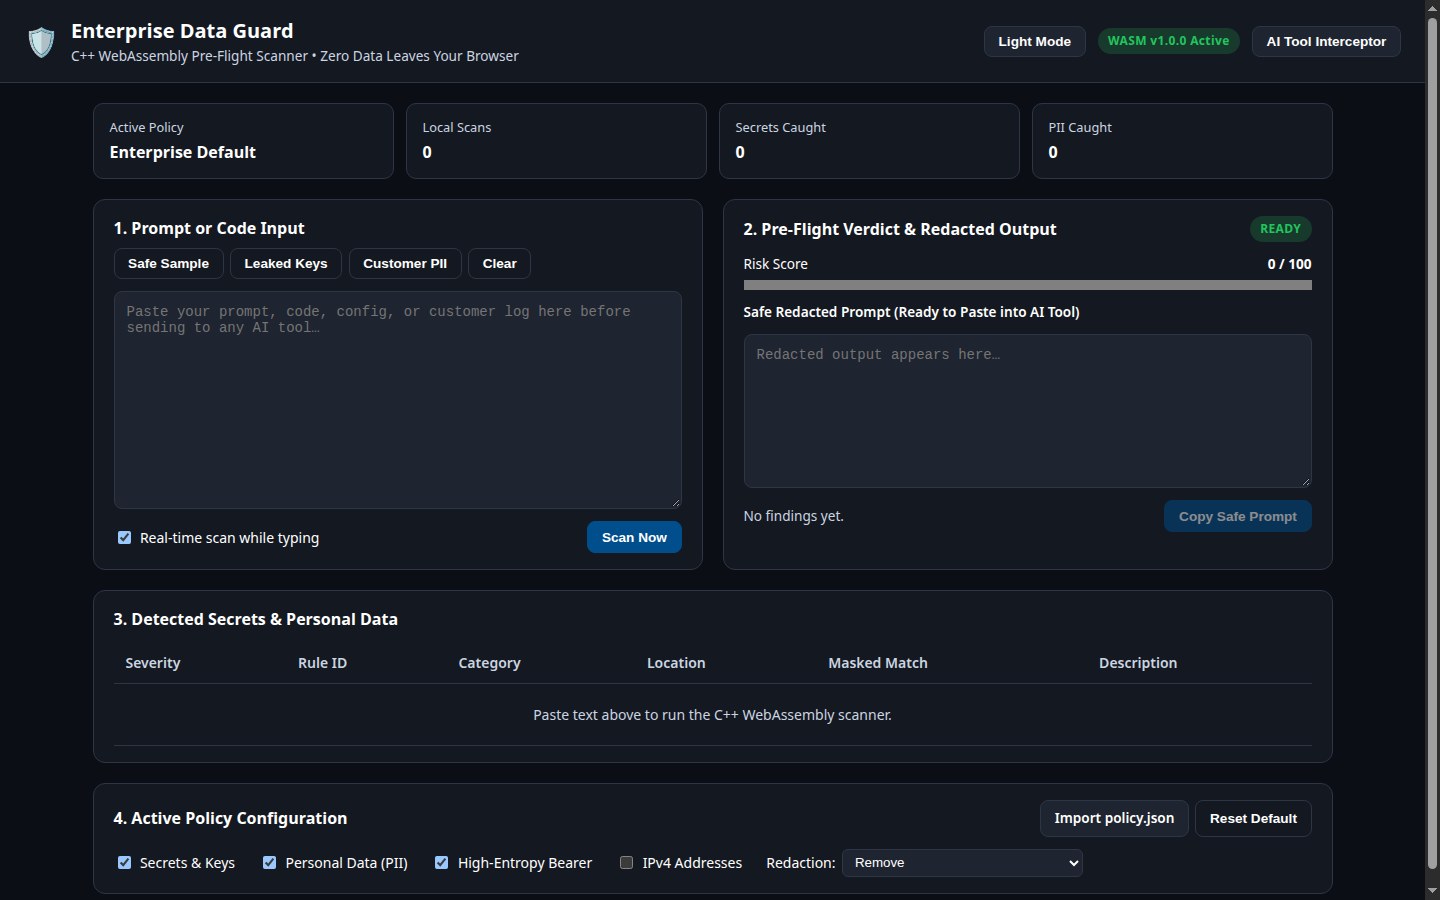 Enterprise Data Guard
C++ WebAssembly Pre-Flight Scanner • Zero Data Leaves Your Browser
Light Mode
WASM v1.0.0 Active
AI Tool Interceptor
Active Policy
Enterprise Default
Local Scans
0
Secrets Caught
0
PII Caught
0
1. Prompt or Code Input
Safe Sample
Leaked Keys
Customer PII
Clear
Paste your prompt, code, config, or customer log here before
sending to any AI tool…
Real-time scan while typing
Scan Now
2. Pre-Flight Verdict & Redacted Output
READY
Risk Score
0 / 100
Safe Redacted Prompt (Ready to Paste into AI Tool)
Redacted output appears here…
No findings yet.
Copy Safe Prompt
3. Detected Secrets & Personal Data
Severity
Rule ID
Category
Location
Masked Match
Description
Paste text above to run the C++ WebAssembly scanner.
4. Active Policy Configuration
Import policy.json
Reset Default
Secrets & Keys
Personal Data (PII)
High-Entropy Bearer
IPv4 Addresses
Redaction:
Remove